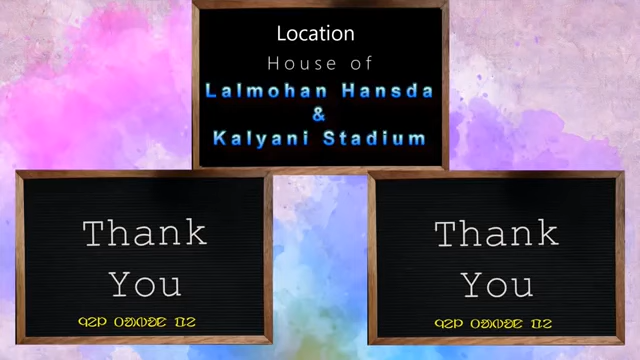 Location
House of
Lalmohan Hansda
&
Kalyani Stadium
Thank
You
Thank
You